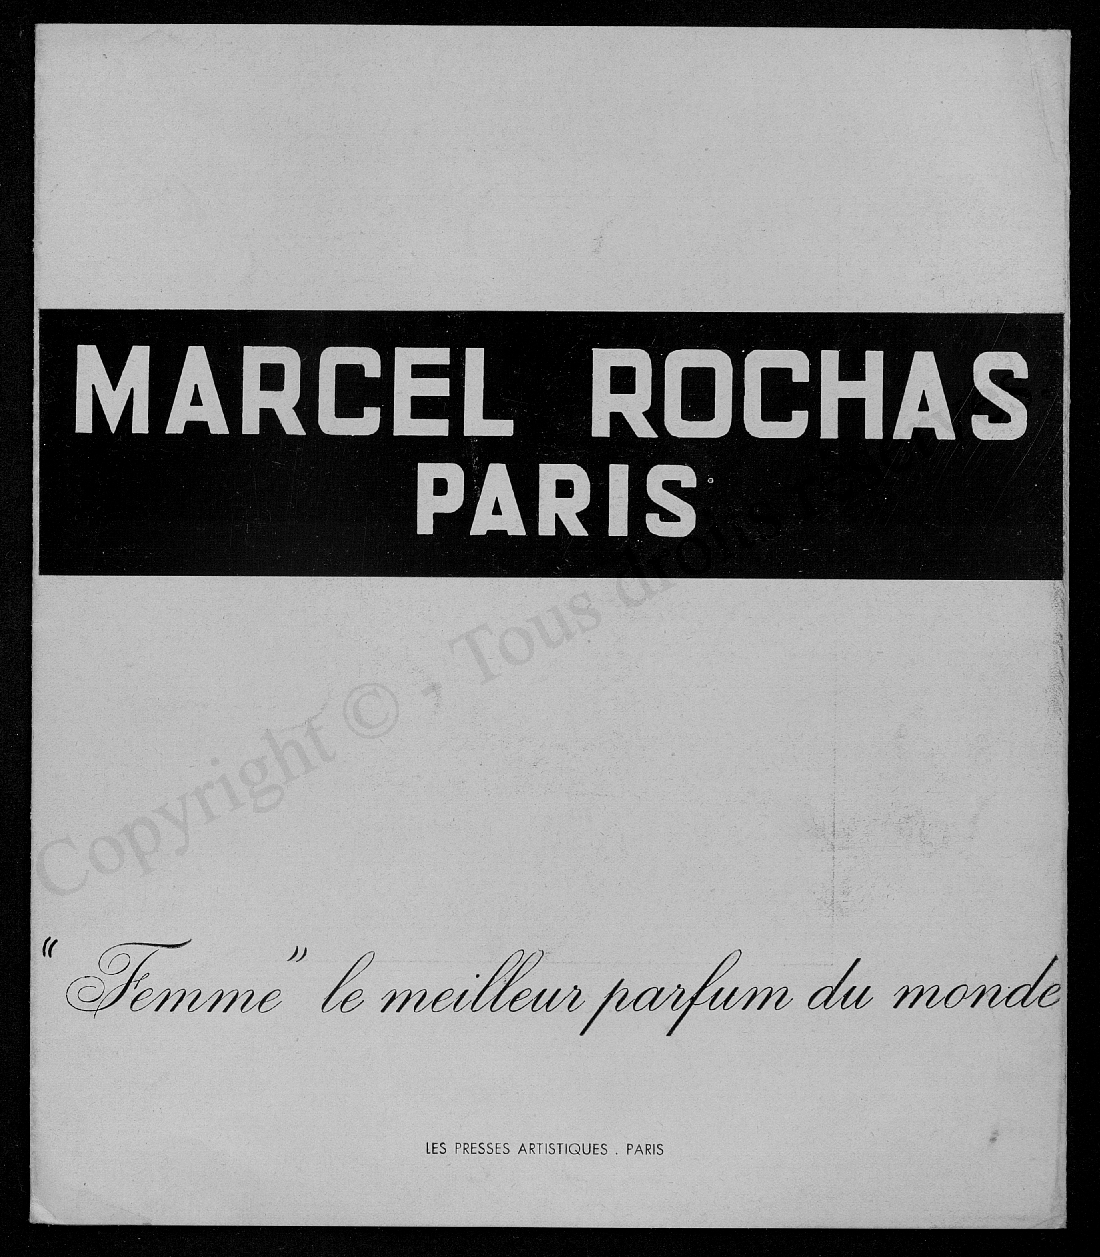 MARCEL ROCHAS
PARIS
Copyright © . Tous droits
“Femme” le meilleur parfum du monde
LES PRESSES ARTISTIQUES . PARIS